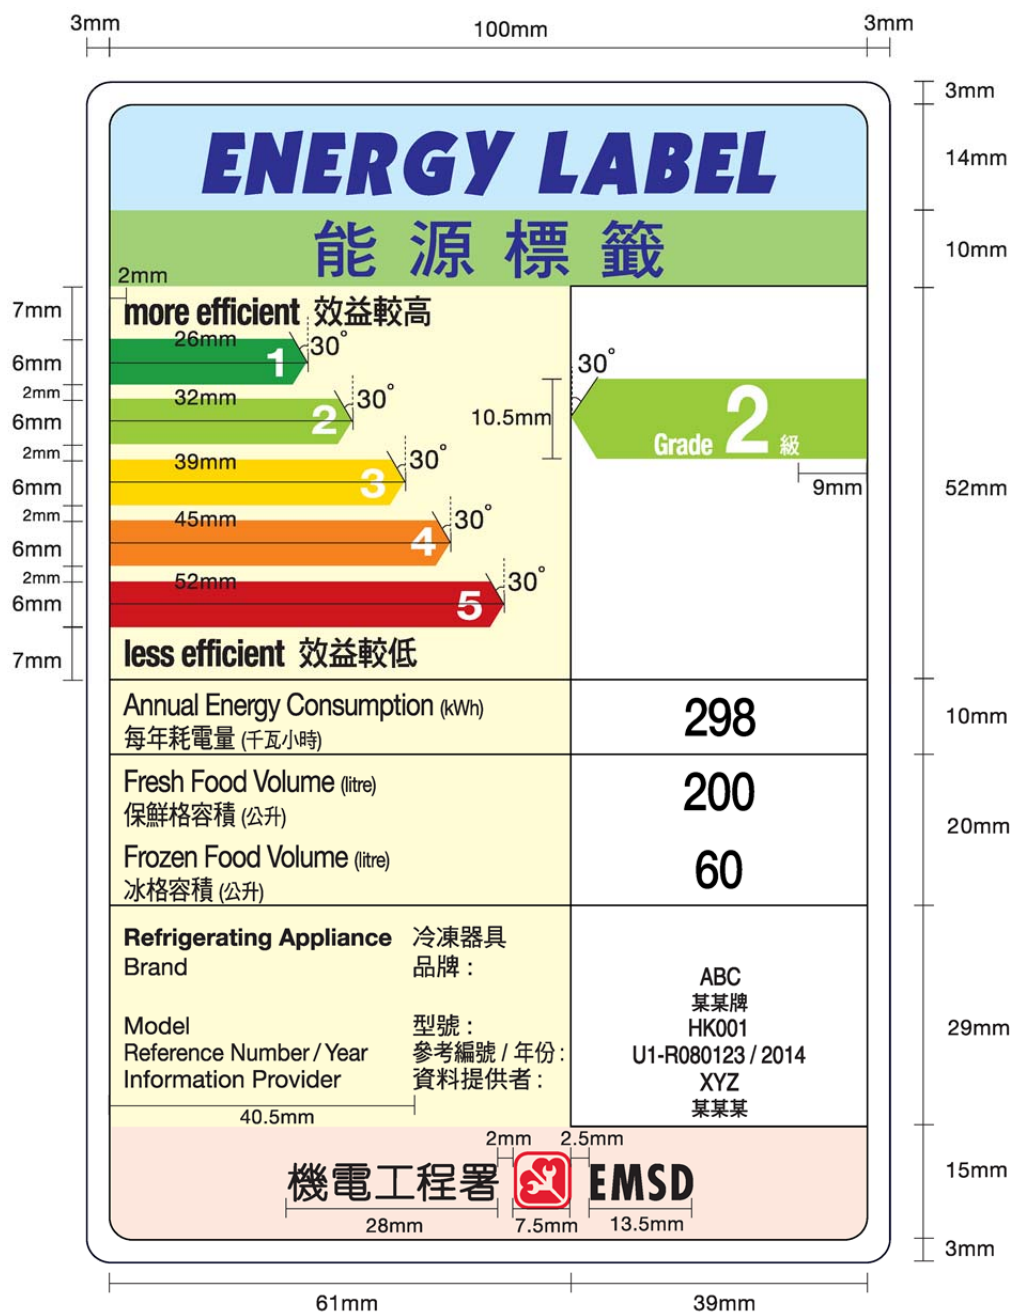 3mm 100mm 3mm
3mm
ENERGY LABEL
14mm
能源標籤
10mm
2mm
7mm
more efficient 效益較高
26mm
1
30°
6mm
2mm
32mm
2
30°
6mm
2mm
39mm
3
30°
6mm
2mm
45mm
4
30°
6mm
2mm
52mm
5
30°
6mm
less efficient 效益較低
7mm
30°
10.5mm
Grade 2 級
9mm
52mm
Annual Energy Consumption (kWh)
每年耗電量 (千瓦小時)
298
10mm
Fresh Food Volume (litre)
保鮮格容積 (公升)
200
Frozen Food Volume (litre)
冰格容積 (公升)
60
20mm
Refrigerating Appliance 冷凍器具
Brand 品牌 :
ABC
某某牌
Model 型號 :
HK001
Reference Number / Year 參考編號 / 年份 :
U1-R080123 / 2014
Information Provider 資料提供者 :
XYZ
某某某
29mm
40.5mm
2mm 2.5mm
機電工程署 EMSD
28mm 7.5mm 13.5mm
15mm
3mm
61mm 39mm